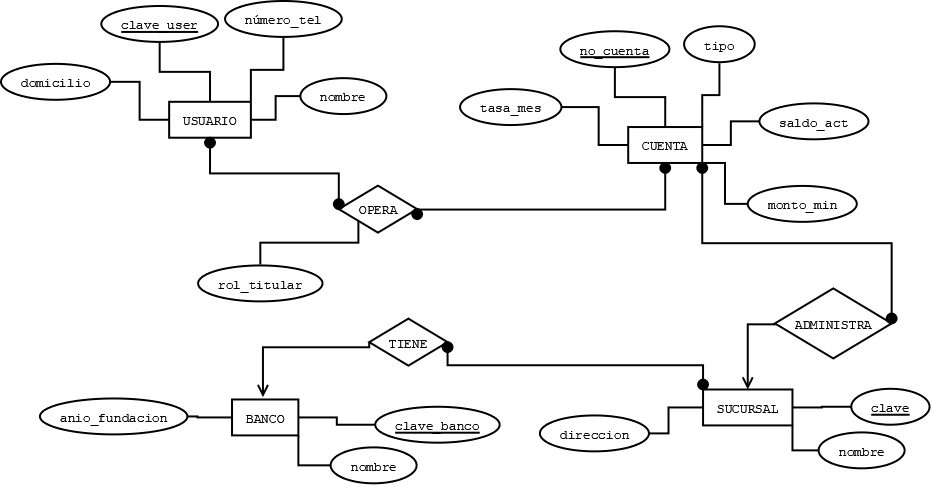 clave_user
número_tel
domicilio
nombre
USUARIO
no_cuenta
tipo
tasa_mes
saldo_act
CUENTA
monto_min
OPERA
rol_titular
TIENE
ADMINISTRA
anio_fundacion
BANCO
clave_banco
nombre
SUCURSAL
clave
direccion
nombre